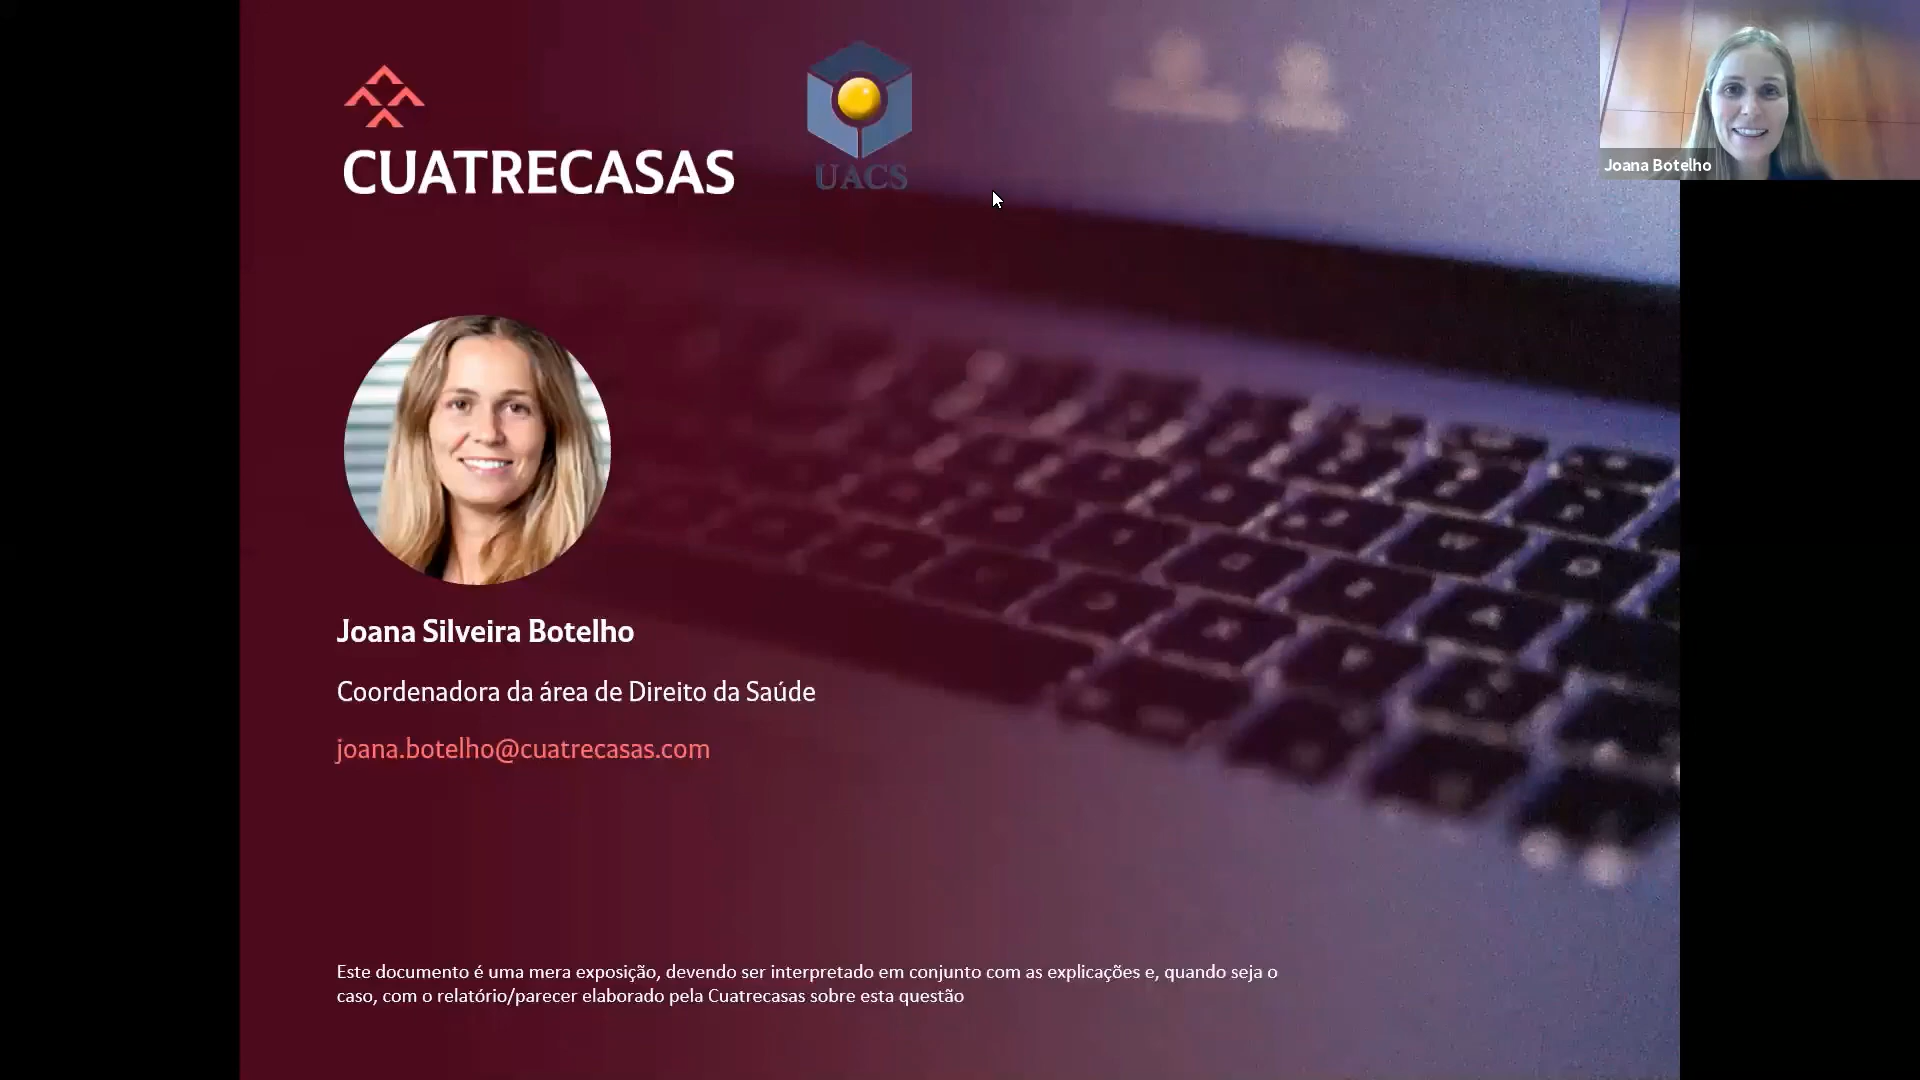 CUATRECASAS
UACS
Joana Botelho
Joana Silveira Botelho
Coordenadora da área de Direito da Saúde
joana.botelho@cuatrecasas.com
Este documento é uma mera exposição, devendo ser interpretado em conjunto com as explicações e, quando seja o
caso, com o relatório/parecer elaborado pela Cuatrecasas sobre esta questão